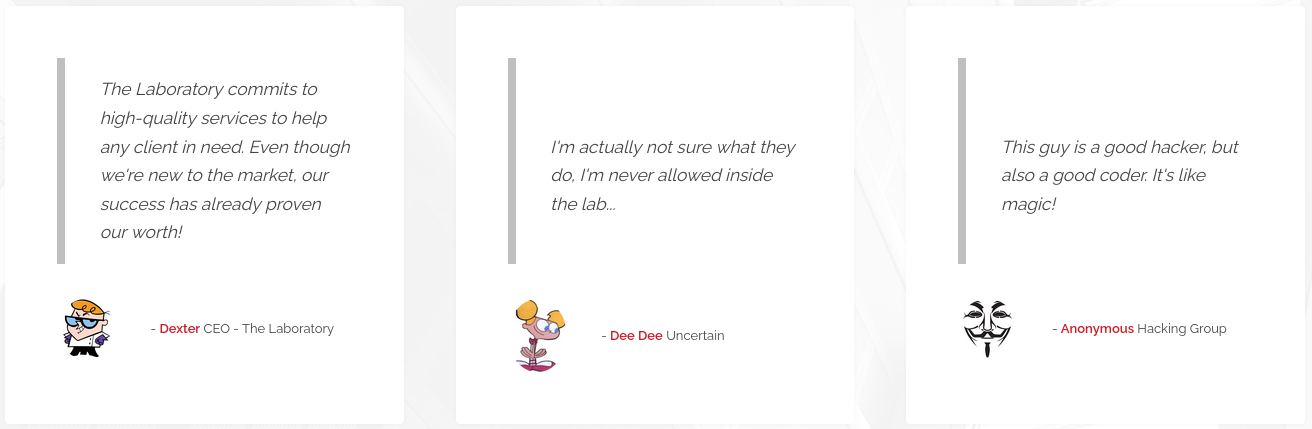 The Laboratory commits to
high-quality services to help
any client in need. Even though
we're new to the market, our
success has already proven
our worth!
- Dexter CEO - The Laboratory
I'm actually not sure what they
do, I'm never allowed inside
the lab...
- Dee Dee Uncertain
This guy is a good hacker, but
also a good coder. It's like
magic!
- Anonymous Hacking Group